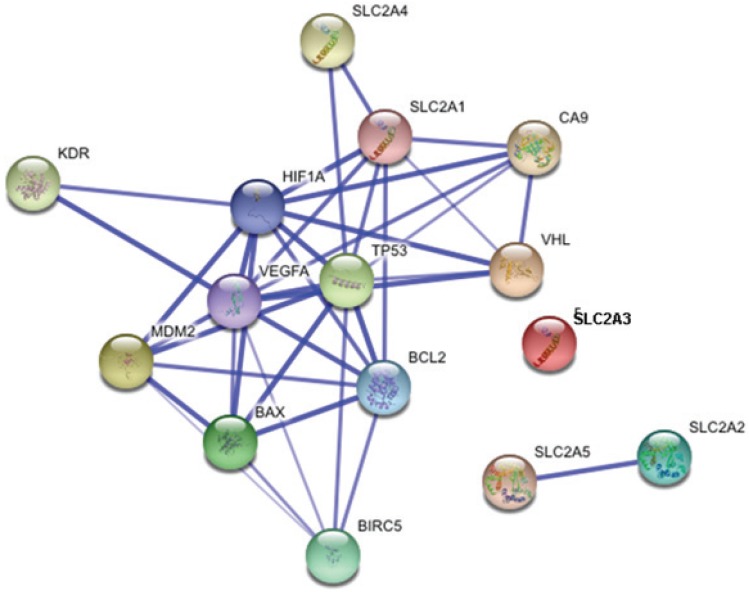 SLC2A4
SLC2A1
CA9
KDR
HIF1A
VHL
TP53
VEGFA
SLC2A3
MDM2
BCL2
BAX
SLC2A2
SLC2A5
BIRC5